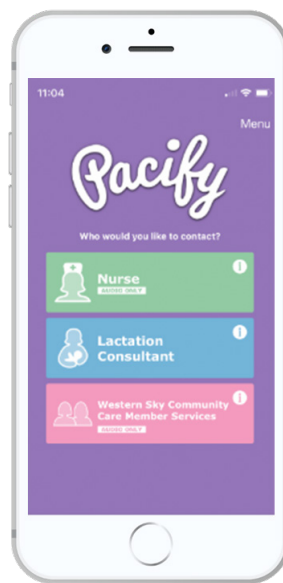 11:04
Menu
Pacify
Who would you like to contact?
Nurse
AUDIO ONLY
Lactation
Consultant
Western Sky Community
Care Member Services
AUDIO ONLY